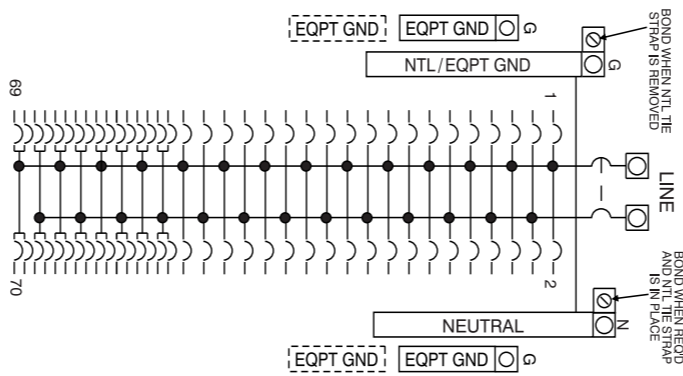 BOND WHEN NTL TIE
STRAP IS REMOVED
EQPT GND
EQPT GND
G
NTL/EQPT GND
G
69
1
LINE
70
2
BOND WHEN REQ'D
AND NTL TIE STRAP
IS IN PLACE
NEUTRAL
N
EQPT GND
EQPT GND
G